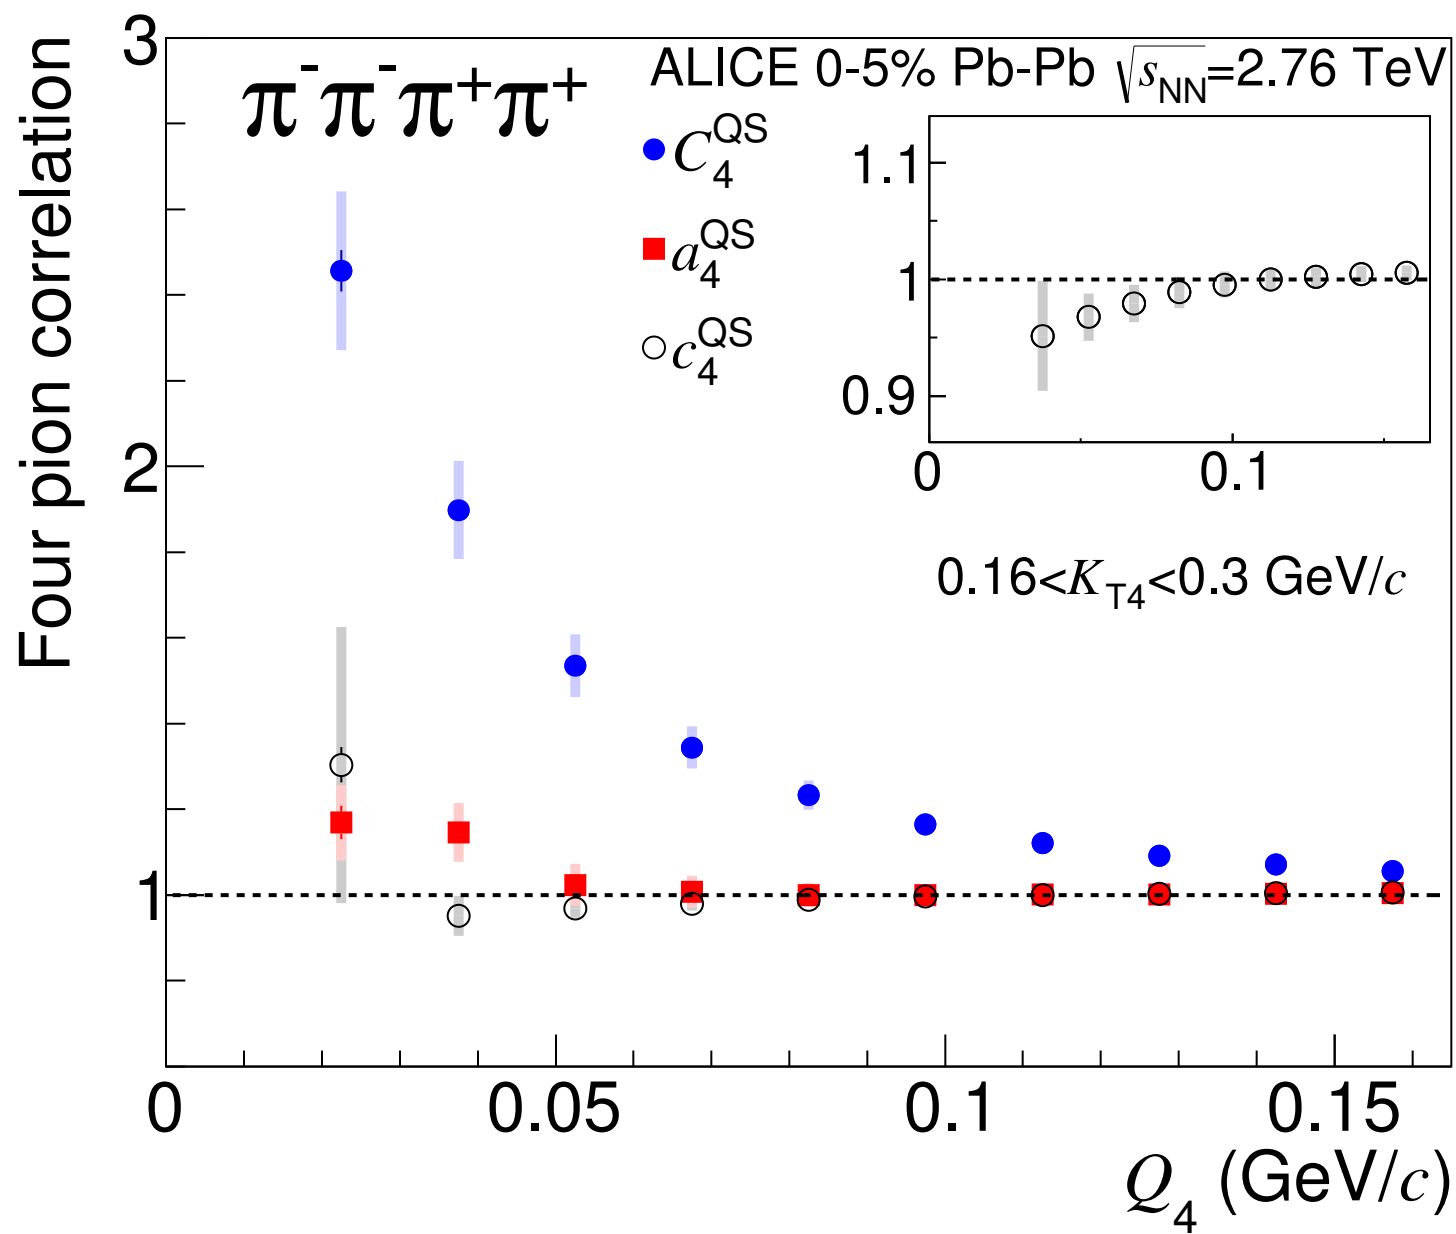 Four pion correlation
3
2
1
π⁻π⁻π⁺π⁺
ALICE 0-5% Pb-Pb √s_NN=2.76 TeV
C₄^QS
a₄^QS
c₄^QS
1.1
1
0.9
0 0.1
0.16<K_T4<0.3 GeV/c
0 0.05 0.1 0.15
Q₄ (GeV/c)